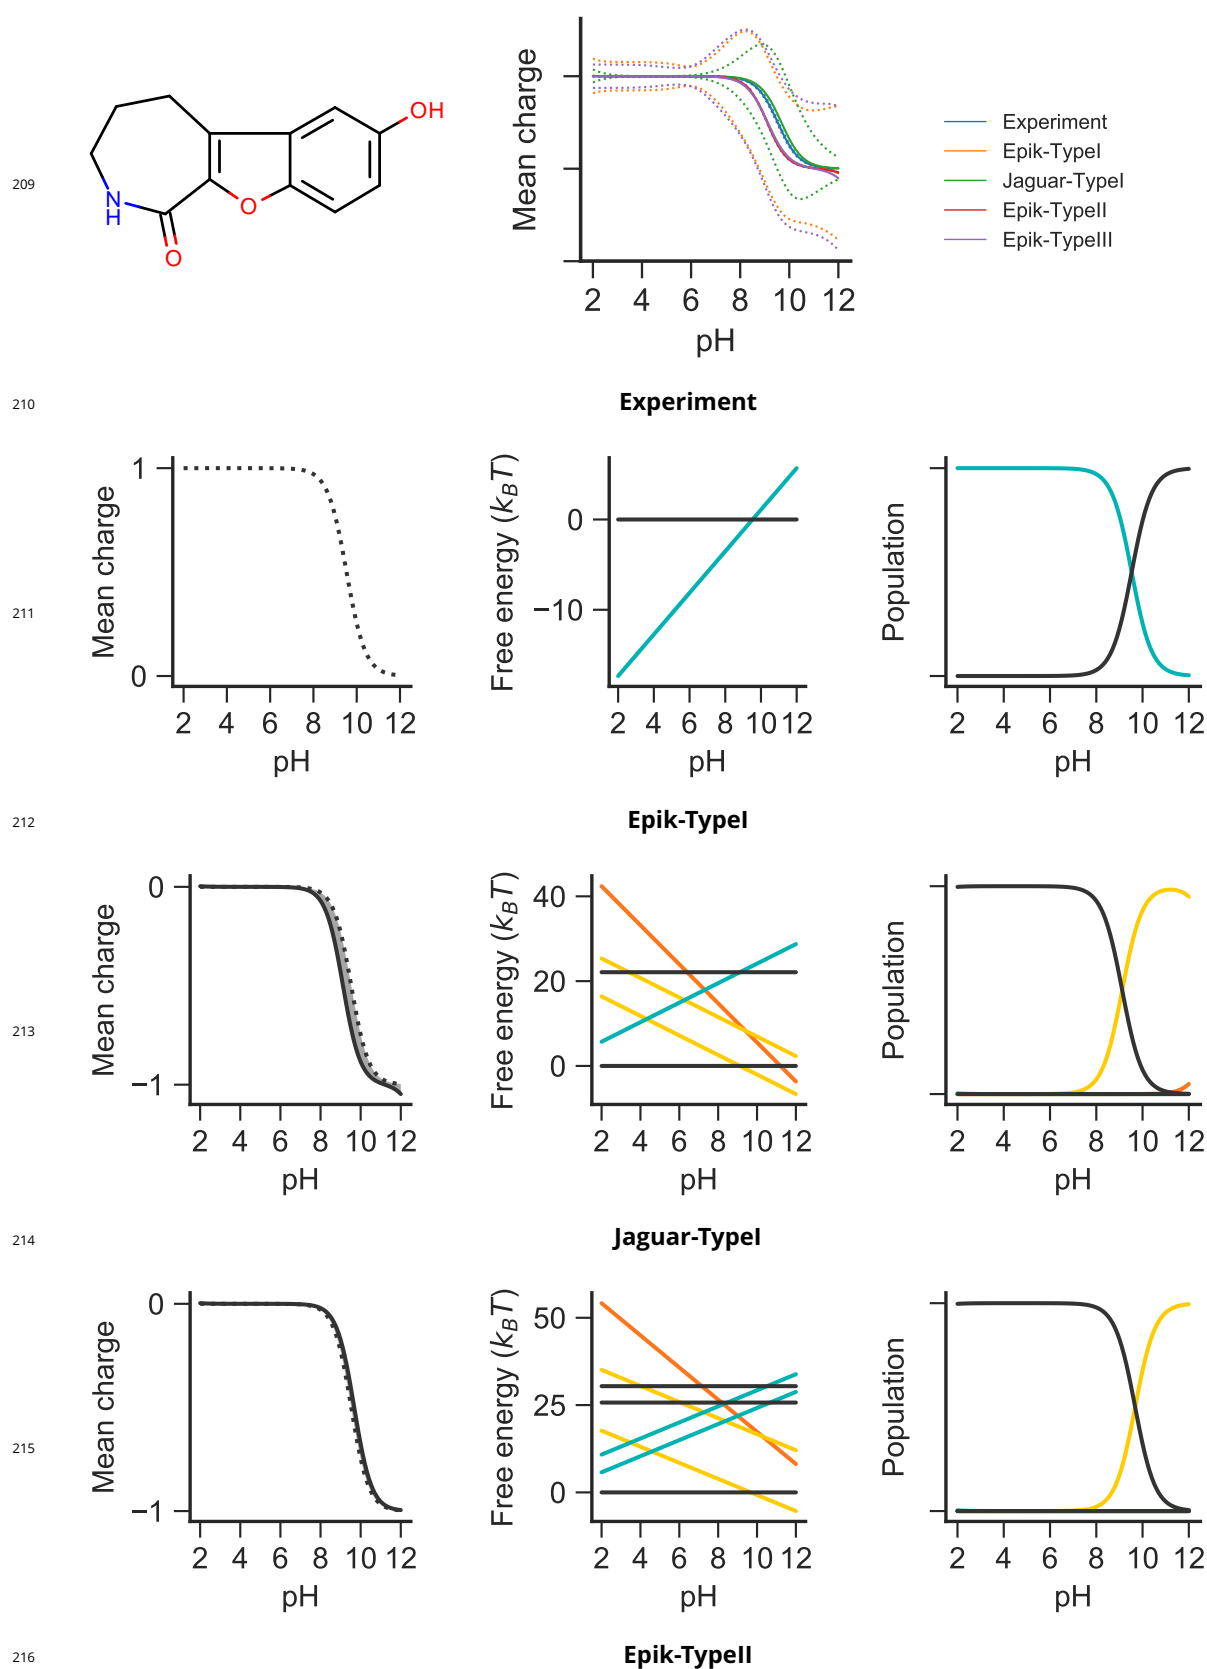 OH
N
H
O
O
209
Mean charge
2 4 6 8 10 12
pH
Experiment
Epik-TypeI
Jaguar-TypeI
Epik-TypeII
Epik-TypeIII
210
Experiment
211
Mean charge
1
0
2 4 6 8 10 12
pH
Free energy (k_BT)
0
−10
2 4 6 8 10 12
pH
Population
2 4 6 8 10 12
pH
212
Epik-TypeI
213
Mean charge
0
−1
2 4 6 8 10 12
pH
Free energy (k_BT)
40
20
0
2 4 6 8 10 12
pH
Population
2 4 6 8 10 12
pH
214
Jaguar-TypeI
215
Mean charge
0
−1
2 4 6 8 10 12
pH
Free energy (k_BT)
50
25
0
2 4 6 8 10 12
pH
Population
2 4 6 8 10 12
pH
216
Epik-TypeII